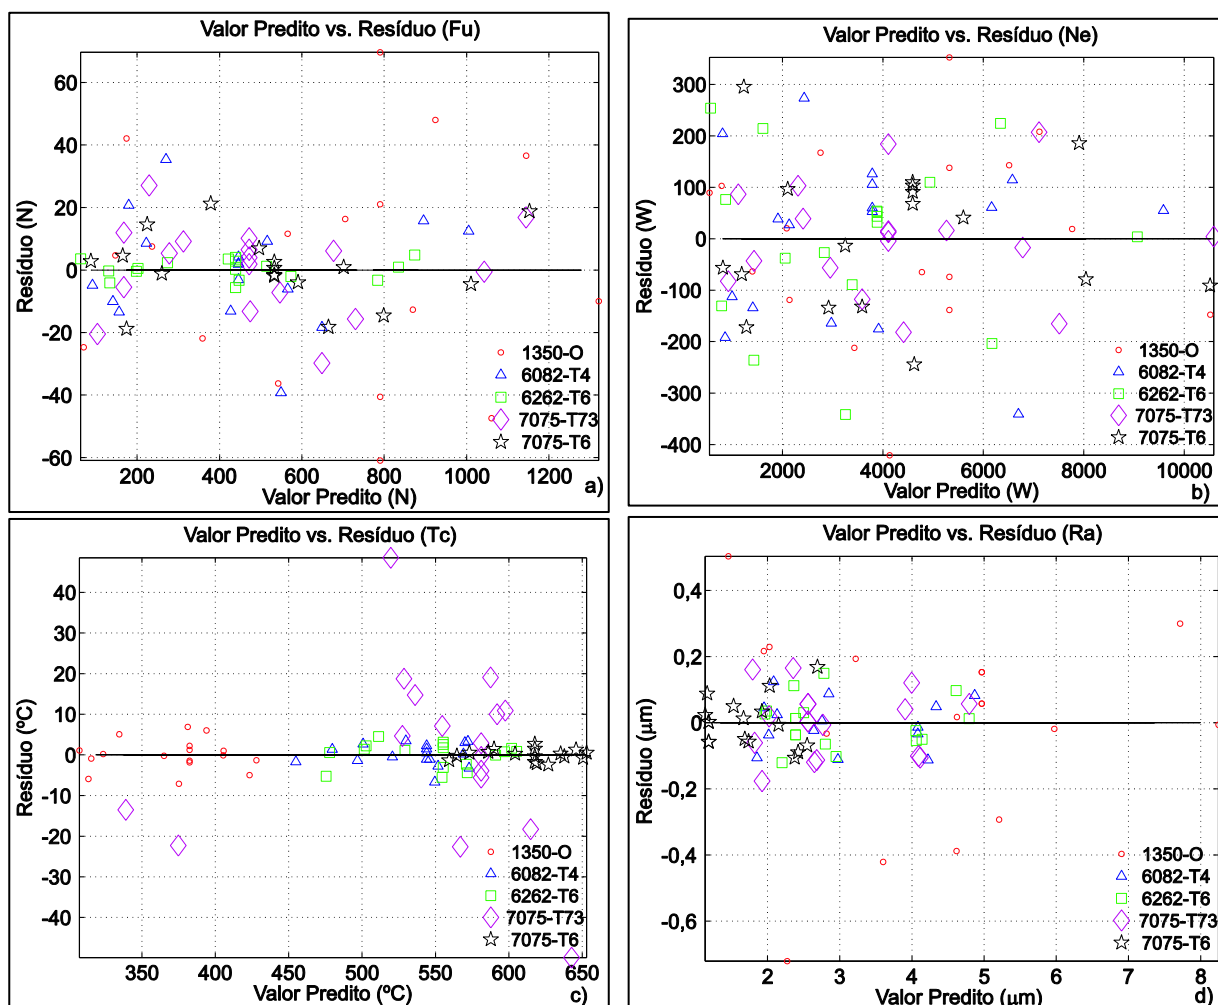 Valor Predito vs. Resíduo (Fu)
Resíduo (N)
60
40
20
0
-20
-40
-60
1350-O
6082-T4
6262-T6
7075-T73
7075-T6
200
400
600
800
1000
1200
Valor Predito (N)
a)
Valor Predito vs. Resíduo (Ne)
Resíduo (W)
300
200
100
0
-100
-200
-300
-400
1350-O
6082-T4
6262-T6
7075-T73
7075-T6
2000
4000
6000
8000
10000
Valor Predito (W)
b)
Valor Predito vs. Resíduo (Tc)
Resíduo (ºC)
40
30
20
10
0
-10
-20
-30
-40
1350-O
6082-T4
6262-T6
7075-T73
7075-T6
350
400
450
500
550
600
650
Valor Predito (ºC)
c)
Valor Predito vs. Resíduo (Ra)
Resíduo (µm)
0,4
0,2
0
-0,2
-0,4
-0,6
1350-O
6082-T4
6262-T6
7075-T73
7075-T6
2
3
4
5
6
7
8
Valor Predito (µm)
d)